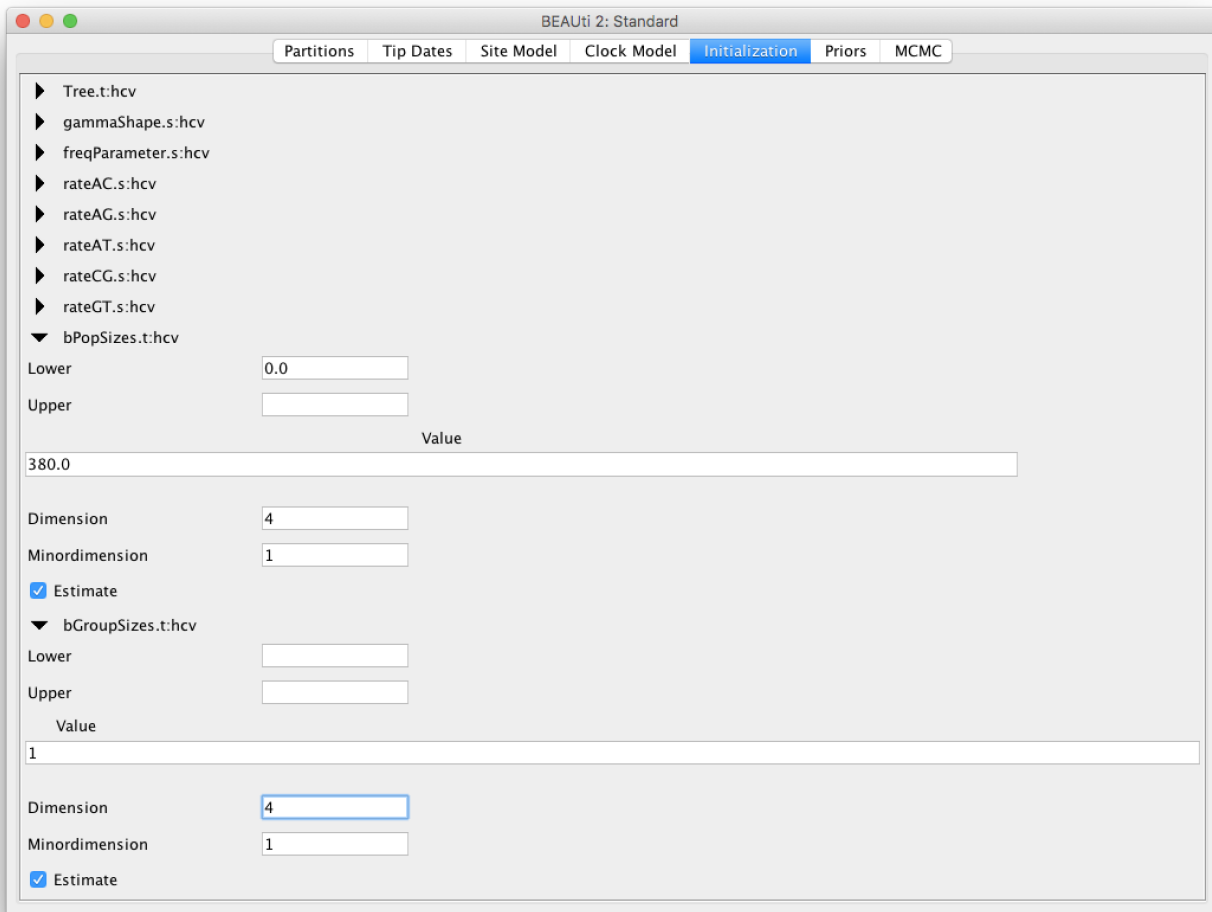 BEAUti 2: Standard
Partitions Tip Dates Site Model Clock Model Initialization Priors MCMC
Tree.t:hcv
gammaShape.s:hcv
freqParameter.s:hcv
rateAC.s:hcv
rateAG.s:hcv
rateAT.s:hcv
rateCG.s:hcv
rateGT.s:hcv
bPopSizes.t:hcv
Lower 0.0
Upper
Value
380.0
Dimension 4
Minordimension 1
Estimate
bGroupSizes.t:hcv
Lower
Upper
Value
1
Dimension 4
Minordimension 1
Estimate